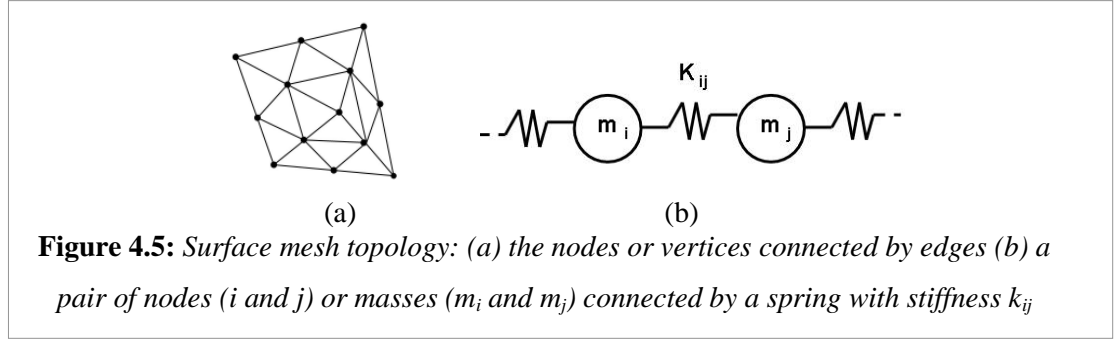 K ij
m i
m j
(a)
(b)
Figure 4.5: Surface mesh topology: (a) the nodes or vertices connected by edges (b) a
pair of nodes (i and j) or masses (mi and mj) connected by a spring with stiffness kij